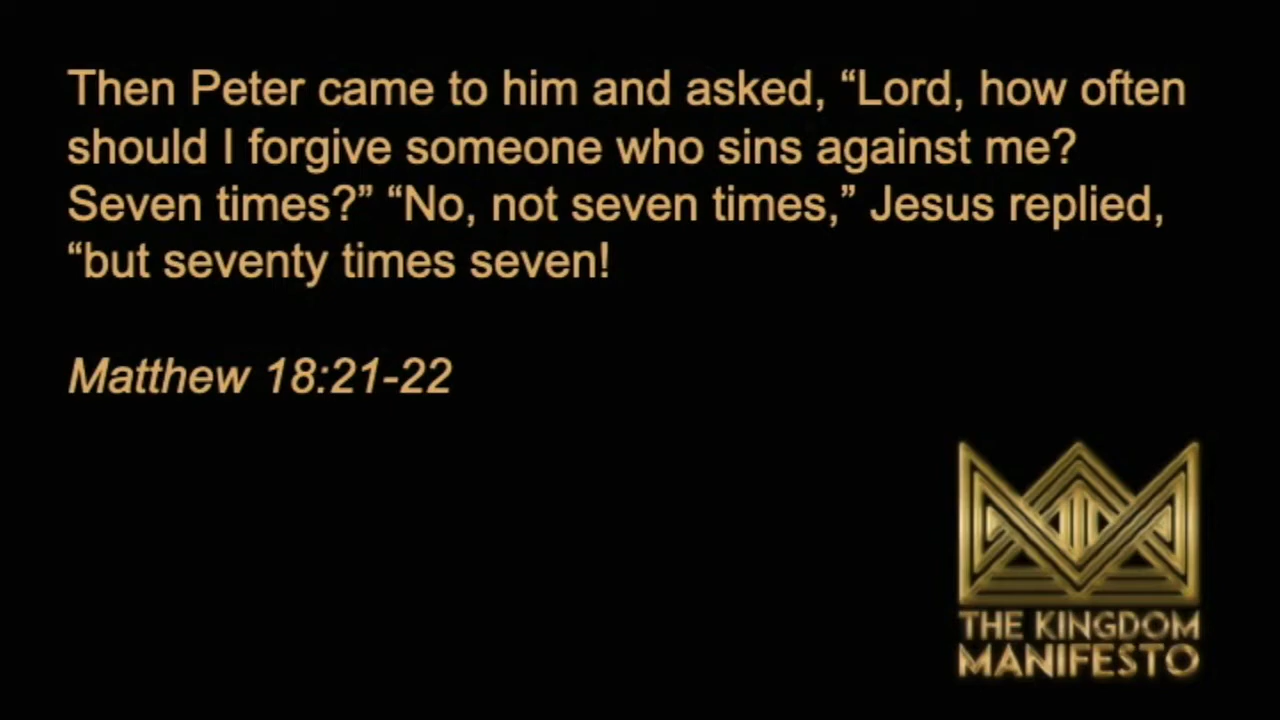 Then Peter came to him and asked, “Lord, how often
should I forgive someone who sins against me?
Seven times?” “No, not seven times,” Jesus replied,
“but seventy times seven!
Matthew 18:21-22
THE KINGDOM
MANIFESTO